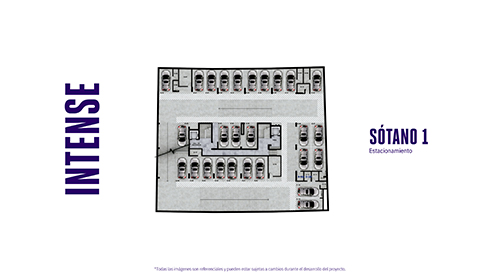 INTENSE
SÓTANO 1
Estacionamiento
*Todas las imágenes son referenciales y pueden estar sujetas a cambios durante el desarrollo del proyecto.